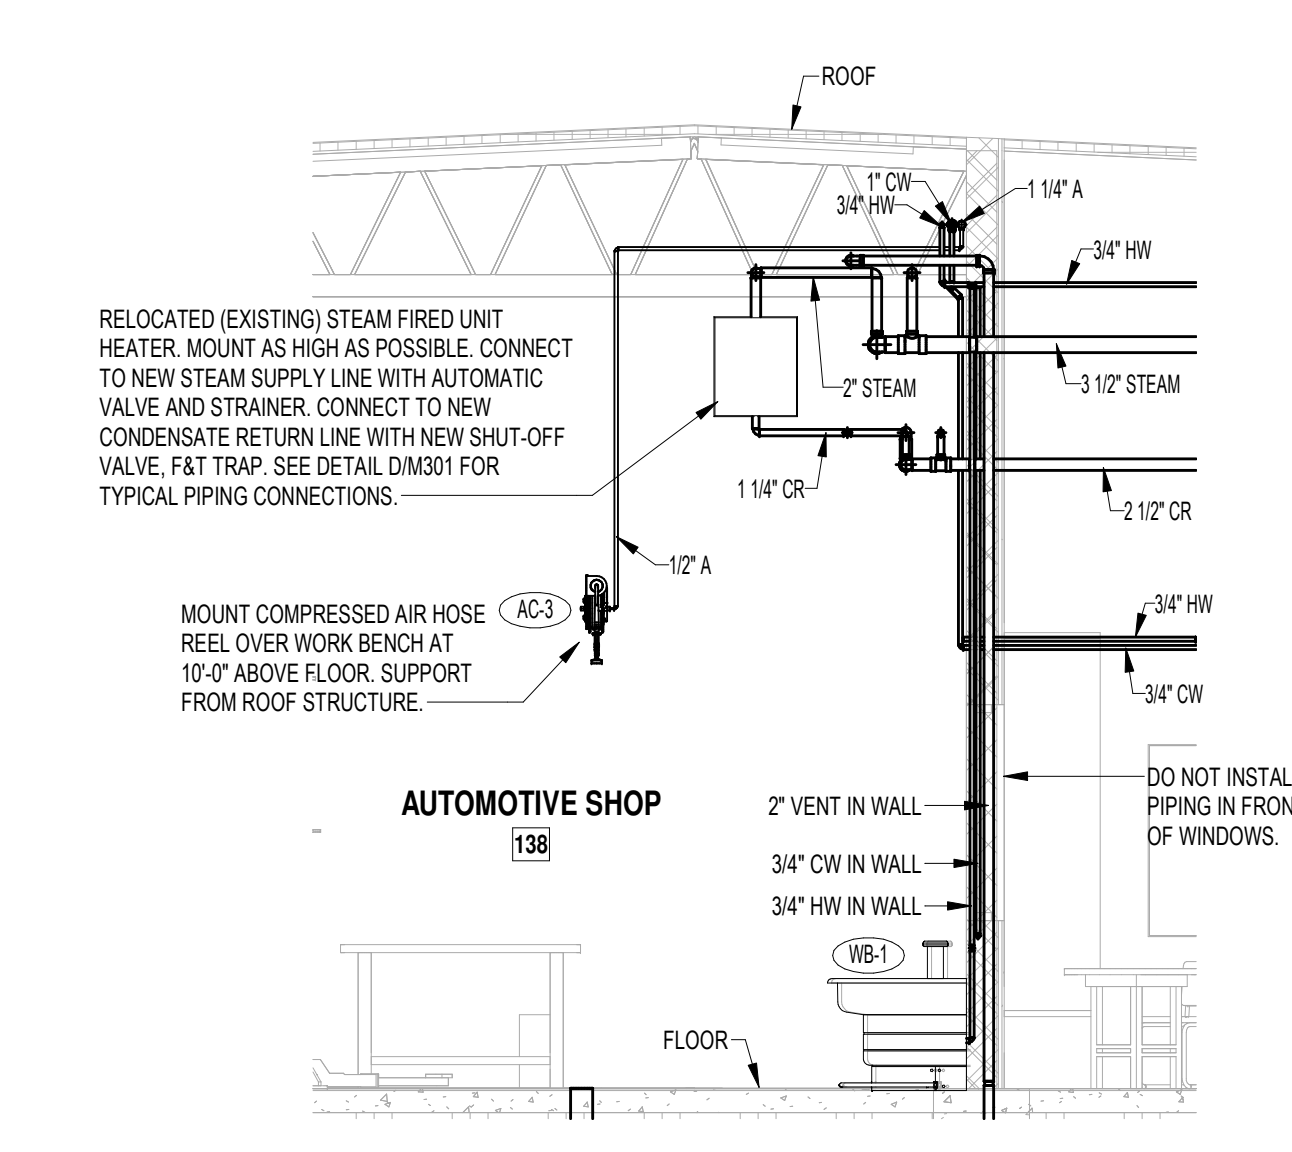 ROOF
1" CW
3/4" HW
1 1/4" A
3/4" HW
RELOCATED (EXISTING) STEAM FIRED UNIT
HEATER. MOUNT AS HIGH AS POSSIBLE. CONNECT
TO NEW STEAM SUPPLY LINE WITH AUTOMATIC
VALVE AND STRAINER. CONNECT TO NEW
CONDENSATE RETURN LINE WITH NEW SHUT-OFF
VALVE, F&T TRAP. SEE DETAIL D/M301 FOR
TYPICAL PIPING CONNECTIONS.
2" STEAM
3 1/2" STEAM
1 1/4" CR
2 1/2" CR
1/2" A
AC-3
MOUNT COMPRESSED AIR HOSE
REEL OVER WORK BENCH AT
10'-0" ABOVE FLOOR. SUPPORT
FROM ROOF STRUCTURE.
3/4" HW
3/4" CW
AUTOMOTIVE SHOP
138
DO NOT INSTAL
PIPING IN FRON
OF WINDOWS.
2" VENT IN WALL
3/4" CW IN WALL
3/4" HW IN WALL
WB-1
FLOOR